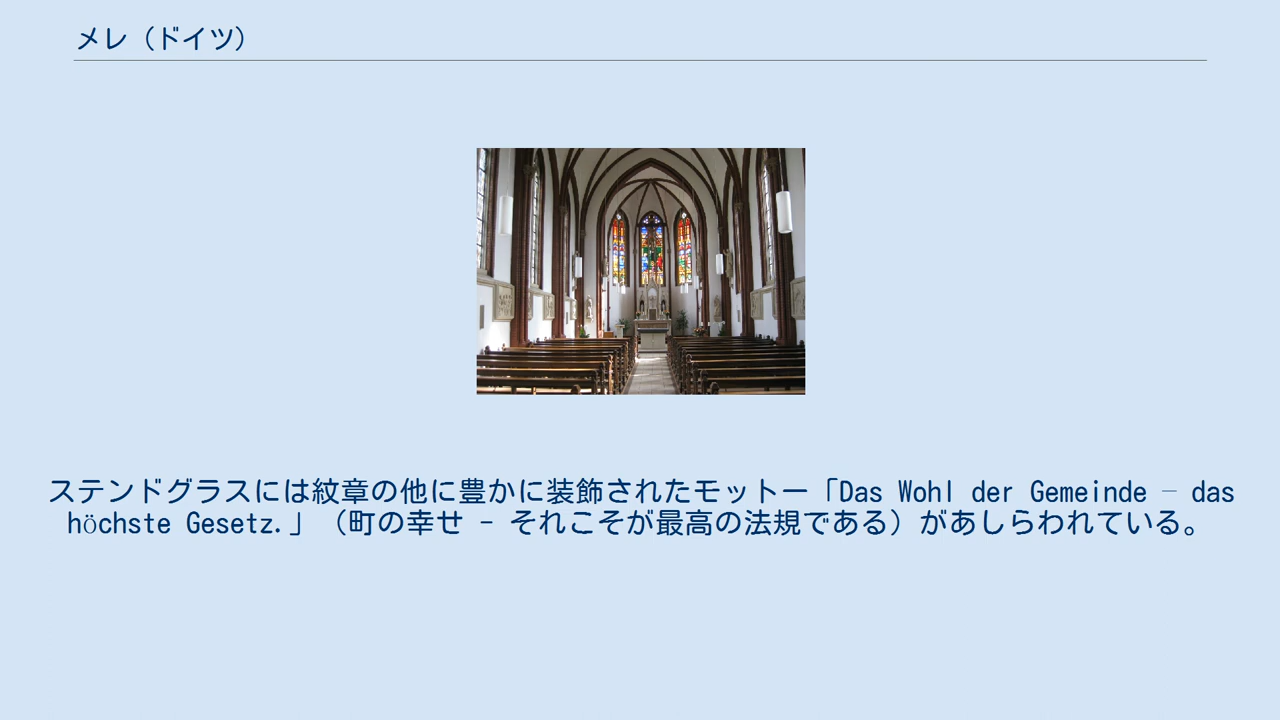 メレ（ドイツ）
ステンドグラスには紋章の他に豊かに装飾されたモットー「Das Wohl der Gemeinde – das
höchste Gesetz.」（町の幸せ - それこそが最高の法規である）があしらわれている。